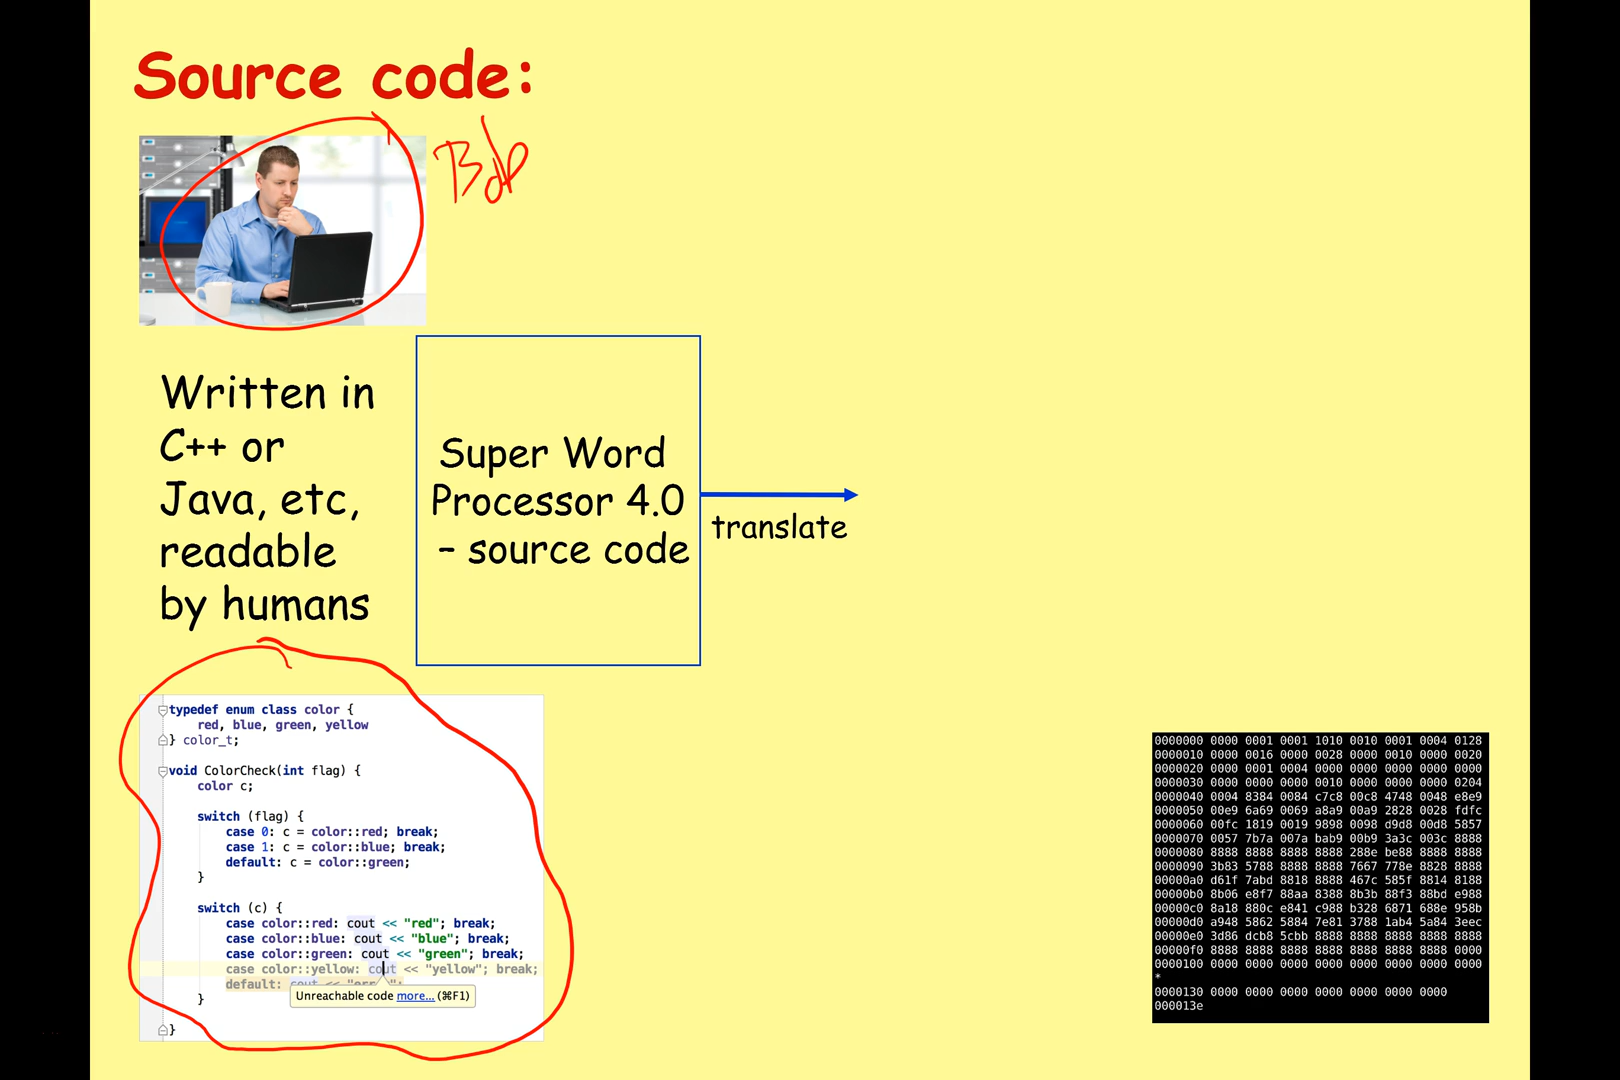 Source code:
Bob
Written in
C++ or
Java, etc,
readable
by humans
Super Word
Processor 4.0
– source code
translate
typedef enum class color {
red, blue, green, yellow
} color_t;
void ColorCheck(int flag) {
color c;
switch (flag) {
case 0: c = color::red; break;
case 1: c = color::blue; break;
default: c = color::green;
}
switch (c) {
case color::red: cout << "red"; break;
case color::blue: cout << "blue"; break;
case color::green: cout << "green"; break;
case color::yellow: cout << "yellow"; break;
default: cout << "err
Unreachable code more... (⌘F1)
}
}
0000000 0000 0001 0001 1010 0010 0001 0004 0128
0000010 0000 0016 0000 0028 0000 0010 0000 0020
0000020 0000 0001 0004 0000 0000 0000 0000 0000
0000030 0000 0000 0000 0010 0000 0000 0000 0204
0000040 0004 8384 0084 c7c8 00c8 4748 0048 e8e9
0000050 00e9 6a69 0069 a8a9 00a9 2828 0028 fdfc
0000060 00fc 1819 0019 9898 0098 d9d8 00d8 5857
0000070 0057 7b7a 007a bab9 00b9 3a3c 003c 8888
0000080 8888 8888 8888 8888 288e be88 8888 8888
0000090 3b83 5788 8888 8888 7667 778e 8828 8888
00000a0 d61f 7abd 8818 8888 467c 585f 8814 8188
00000b0 8b06 e8f7 88aa 8388 8b3b 88f3 88bd e988
00000c0 8a18 880c e841 c988 b328 6871 688e 958b
00000d0 a948 5862 5884 7e81 3788 1ab4 5a84 3eec
00000e0 3d86 dcb8 5cbb 8888 8888 8888 8888 8888
00000f0 8888 8888 8888 8888 8888 8888 8888 0000
0000100 0000 0000 0000 0000 0000 0000 0000 0000
*
0000130 0000 0000 0000 0000 0000 0000 0000
000013e